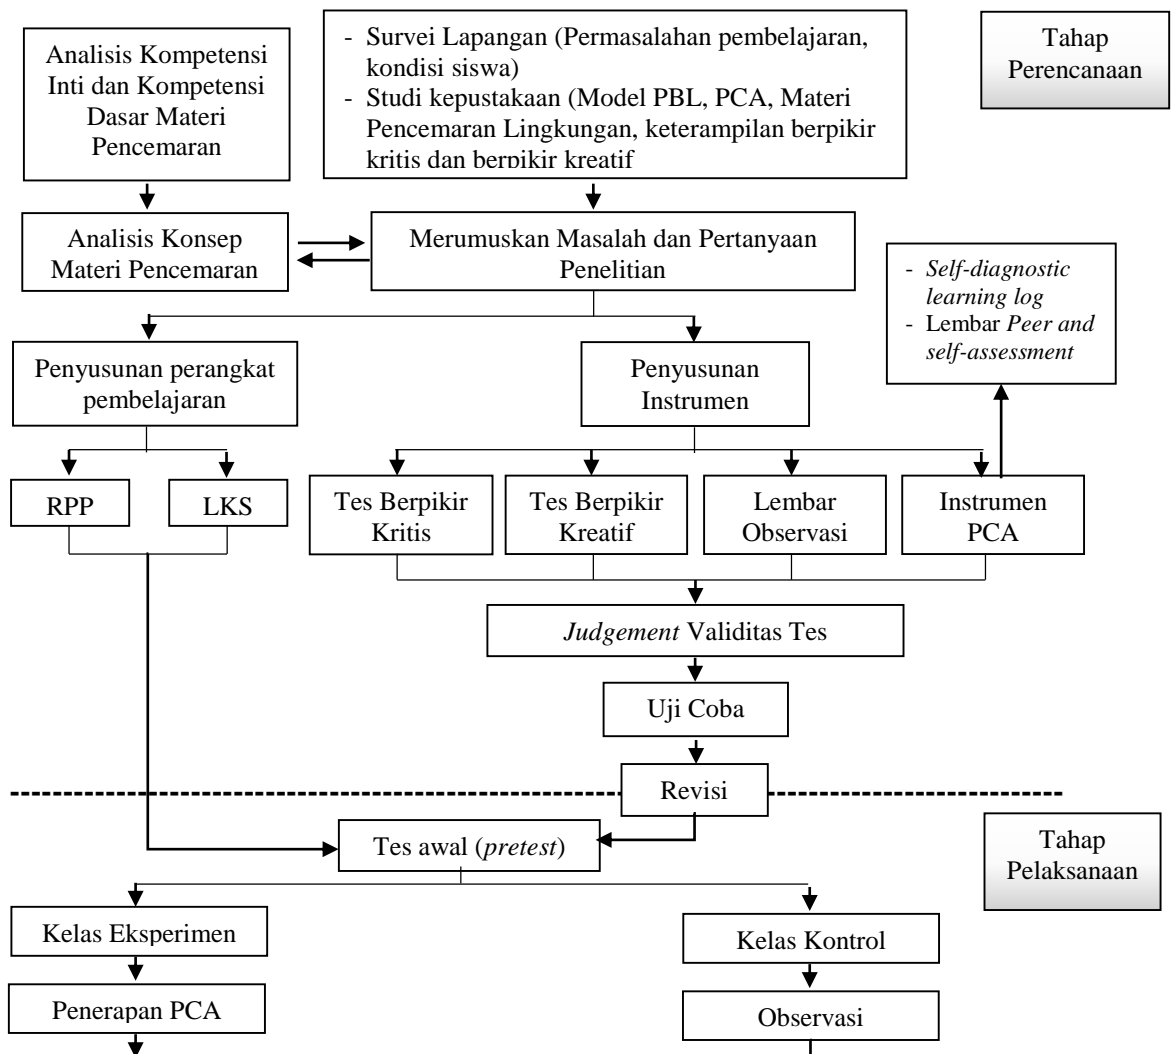 Analisis Kompetensi
Inti dan Kompetensi
Dasar Materi
Pencemaran
- Survei Lapangan (Permasalahan pembelajaran,
kondisi siswa)
- Studi kepustakaan (Model PBL, PCA, Materi
Pencemaran Lingkungan, keterampilan berpikir
kritis dan berpikir kreatif
Tahap
Perencanaan
Analisis Konsep
Materi Pencemaran
Merumuskan Masalah dan Pertanyaan
Penelitian
- Self-diagnostic
learning log
- Lembar Peer and
self-assessment
Penyusunan perangkat
pembelajaran
Penyusunan
Instrumen
RPP
LKS
Tes Berpikir
Kritis
Tes Berpikir
Kreatif
Lembar
Observasi
Instrumen
PCA
Judgement Validitas Tes
Uji Coba
Revisi
Tes awal (pretest)
Tahap
Pelaksanaan
Kelas Eksperimen
Kelas Kontrol
Penerapan PCA
Observasi